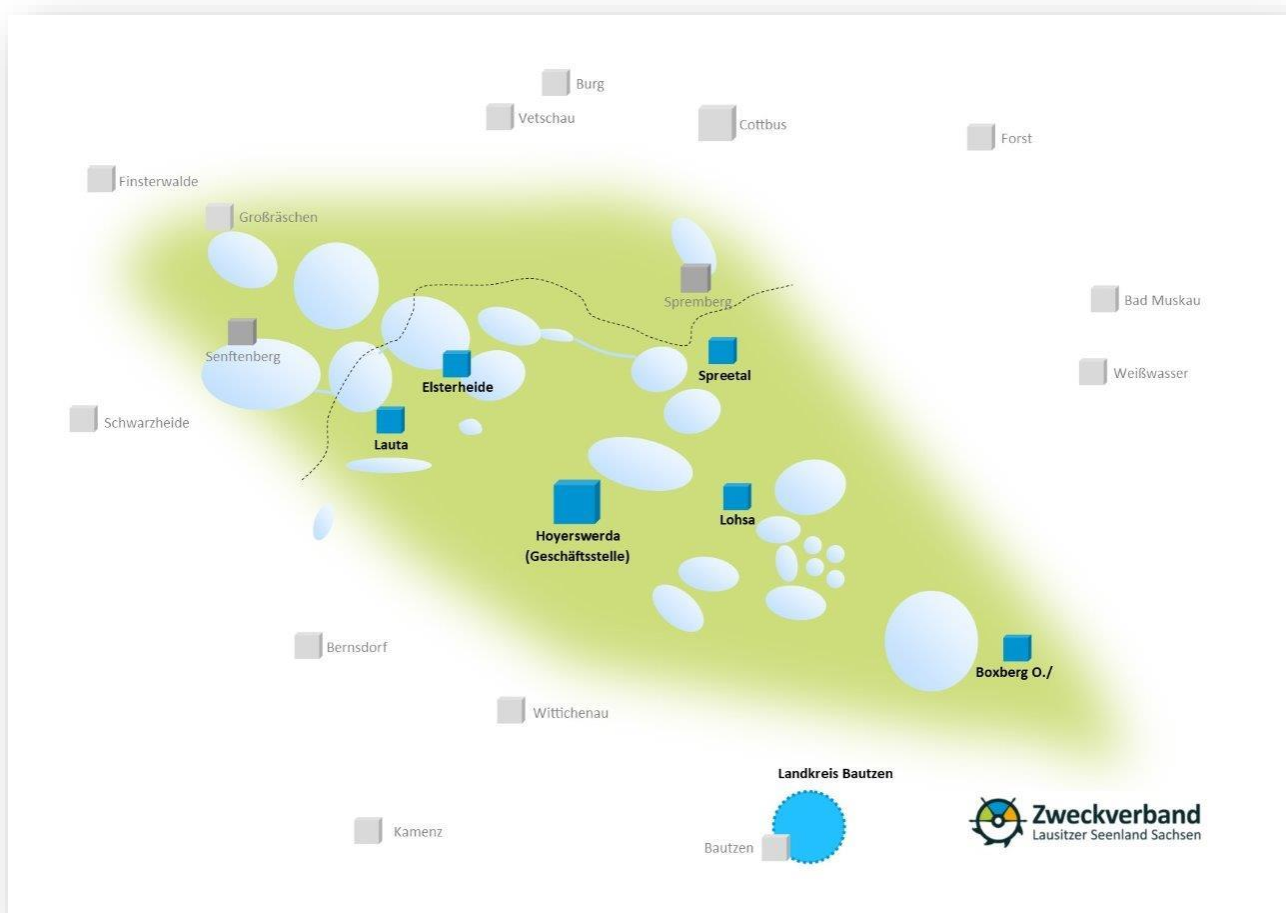 Burg
Vetschau
Cottbus
Forst
Finsterwalde
Großräschen
Bad Muskau
Spremberg
Senftenberg
Spreetal
Weißwasser
Elsterheide
Schwarzheide
Lauta
Lohsa
Hoyerswerda
(Geschäftsstelle)
Bernsdorf
Boxberg O./
Wittichenau
Landkreis Bautzen
Zweckverband
Lausitzer Seenland Sachsen
Kamenz
Bautzen